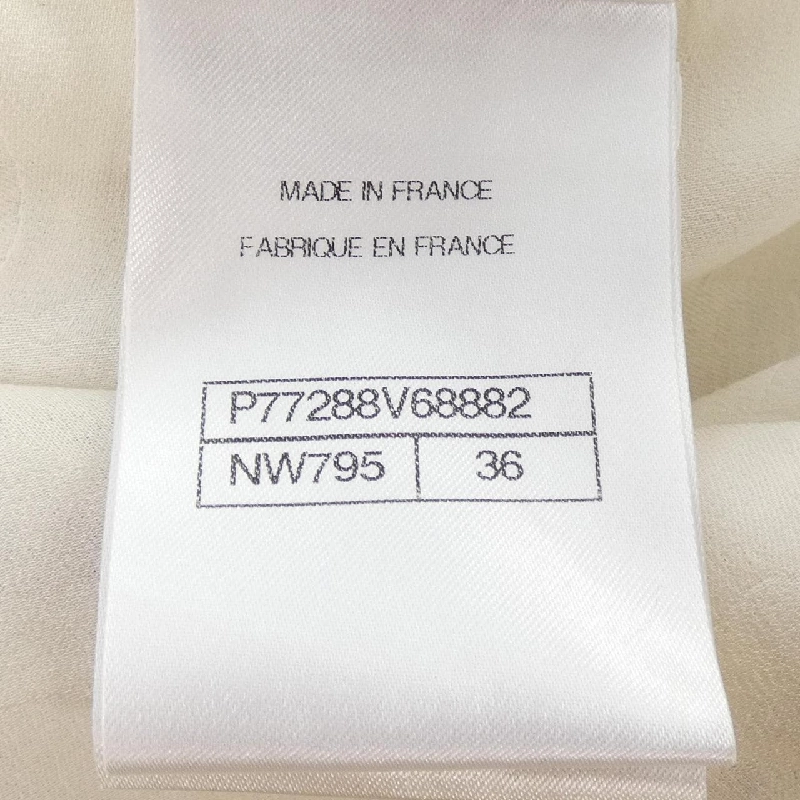 MADE IN FRANCE
FABRIQUE EN FRANCE
P77288V68882
NW795 36